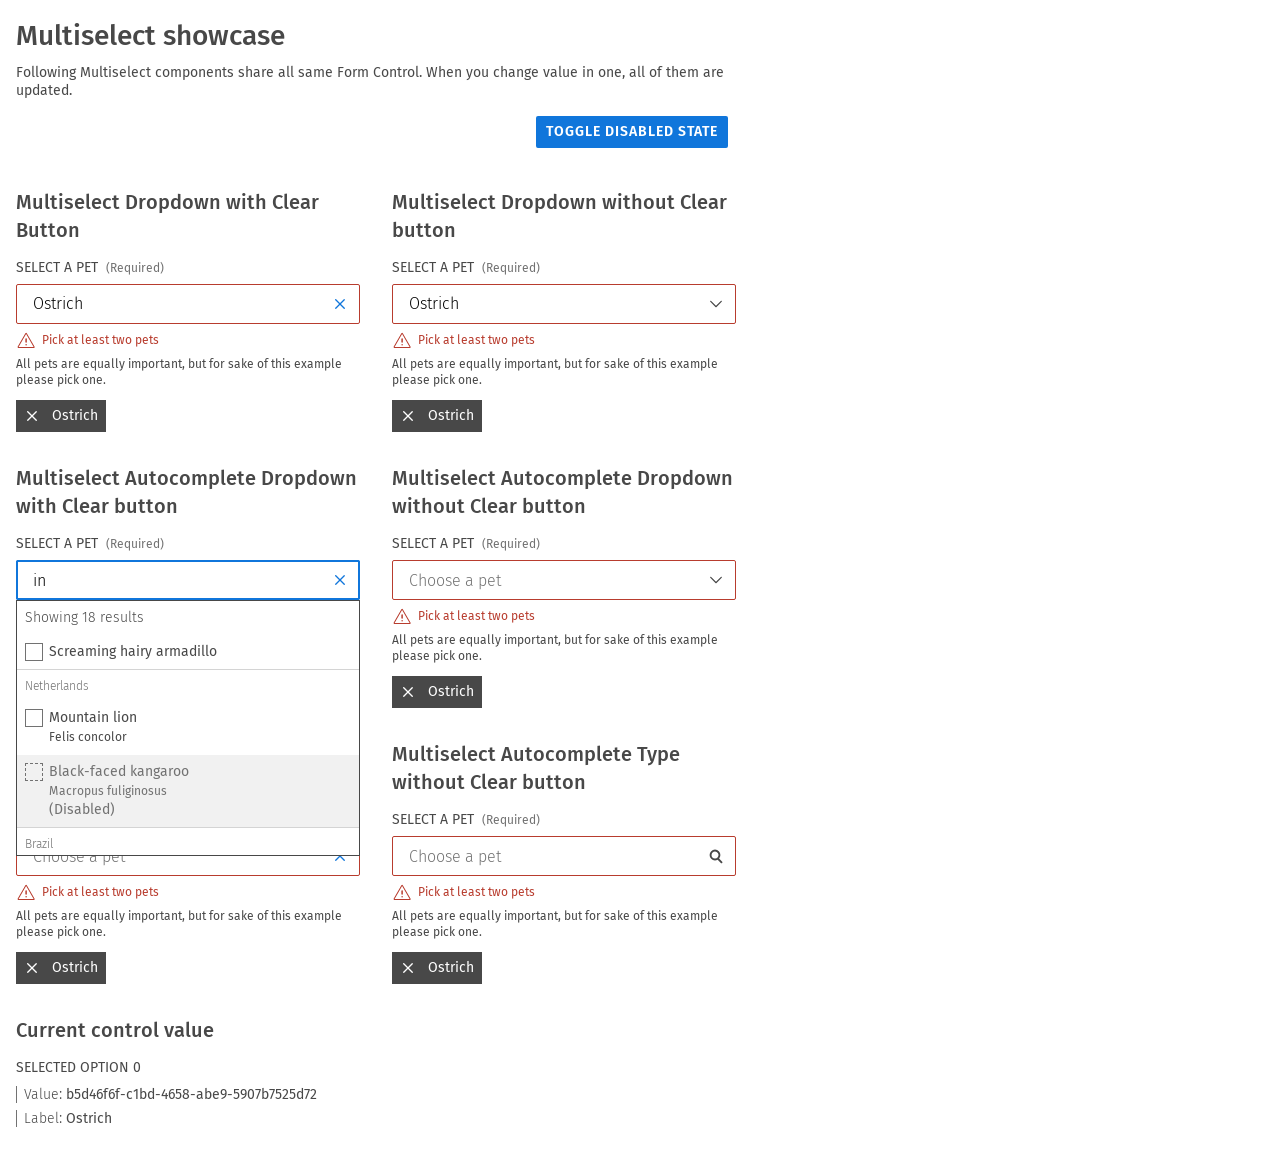 Multiselect showcase
Following Multiselect components share all same Form Control. When you change value in one, all of them are
updated.
TOGGLE DISABLED STATE
Multiselect Dropdown with Clear
Button
SELECT A PET (Required)
Ostrich
Pick at least two pets
All pets are equally important, but for sake of this example
please pick one.
Ostrich
Multiselect Dropdown without Clear
button
SELECT A PET (Required)
Ostrich
Pick at least two pets
All pets are equally important, but for sake of this example
please pick one.
Ostrich
Multiselect Autocomplete Dropdown
with Clear button
SELECT A PET (Required)
in
Showing 18 results
Screaming hairy armadillo
Netherlands
Mountain lion
Felis concolor
Black-faced kangaroo
Macropus fuliginosus
(Disabled)
Brazil
Choose a pet
Pick at least two pets
All pets are equally important, but for sake of this example
please pick one.
Ostrich
Multiselect Autocomplete Dropdown
without Clear button
SELECT A PET (Required)
Choose a pet
Pick at least two pets
All pets are equally important, but for sake of this example
please pick one.
Ostrich
Multiselect Autocomplete Type
without Clear button
SELECT A PET (Required)
Choose a pet
Pick at least two pets
All pets are equally important, but for sake of this example
please pick one.
Ostrich
Current control value
SELECTED OPTION 0
Value: b5d46f6f-c1bd-4658-abe9-5907b7525d72
Label: Ostrich